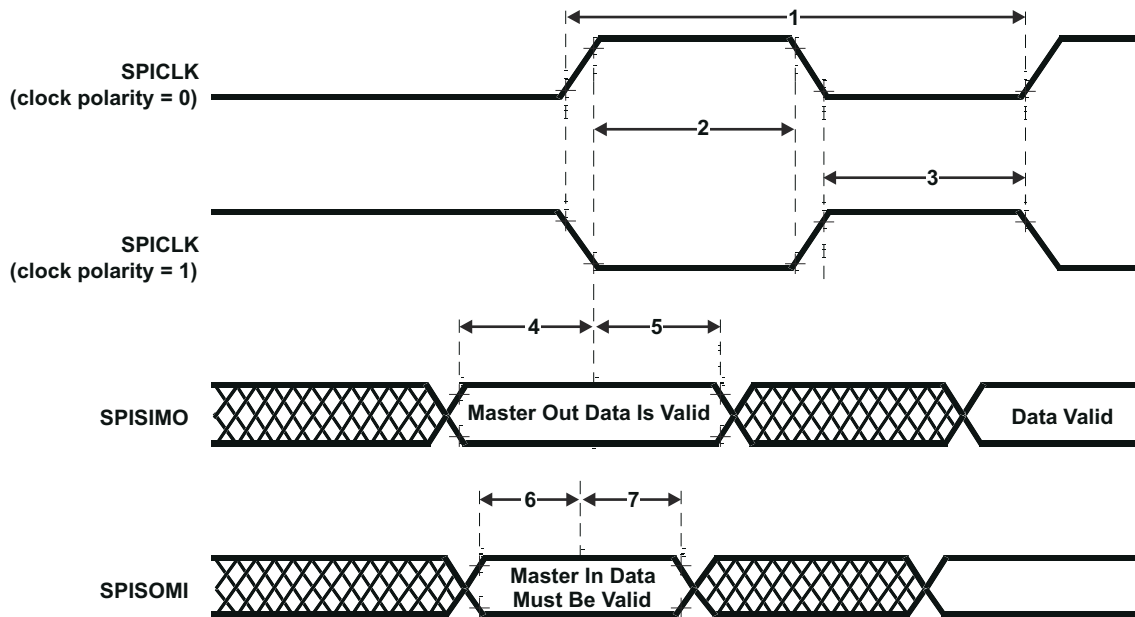 1
SPICLK
(clock polarity = 0)
2
3
SPICLK
(clock polarity = 1)
4
5
SPISIMO
Master Out Data Is Valid
Data Valid
6
7
SPISOMI
Master In Data
Must Be Valid